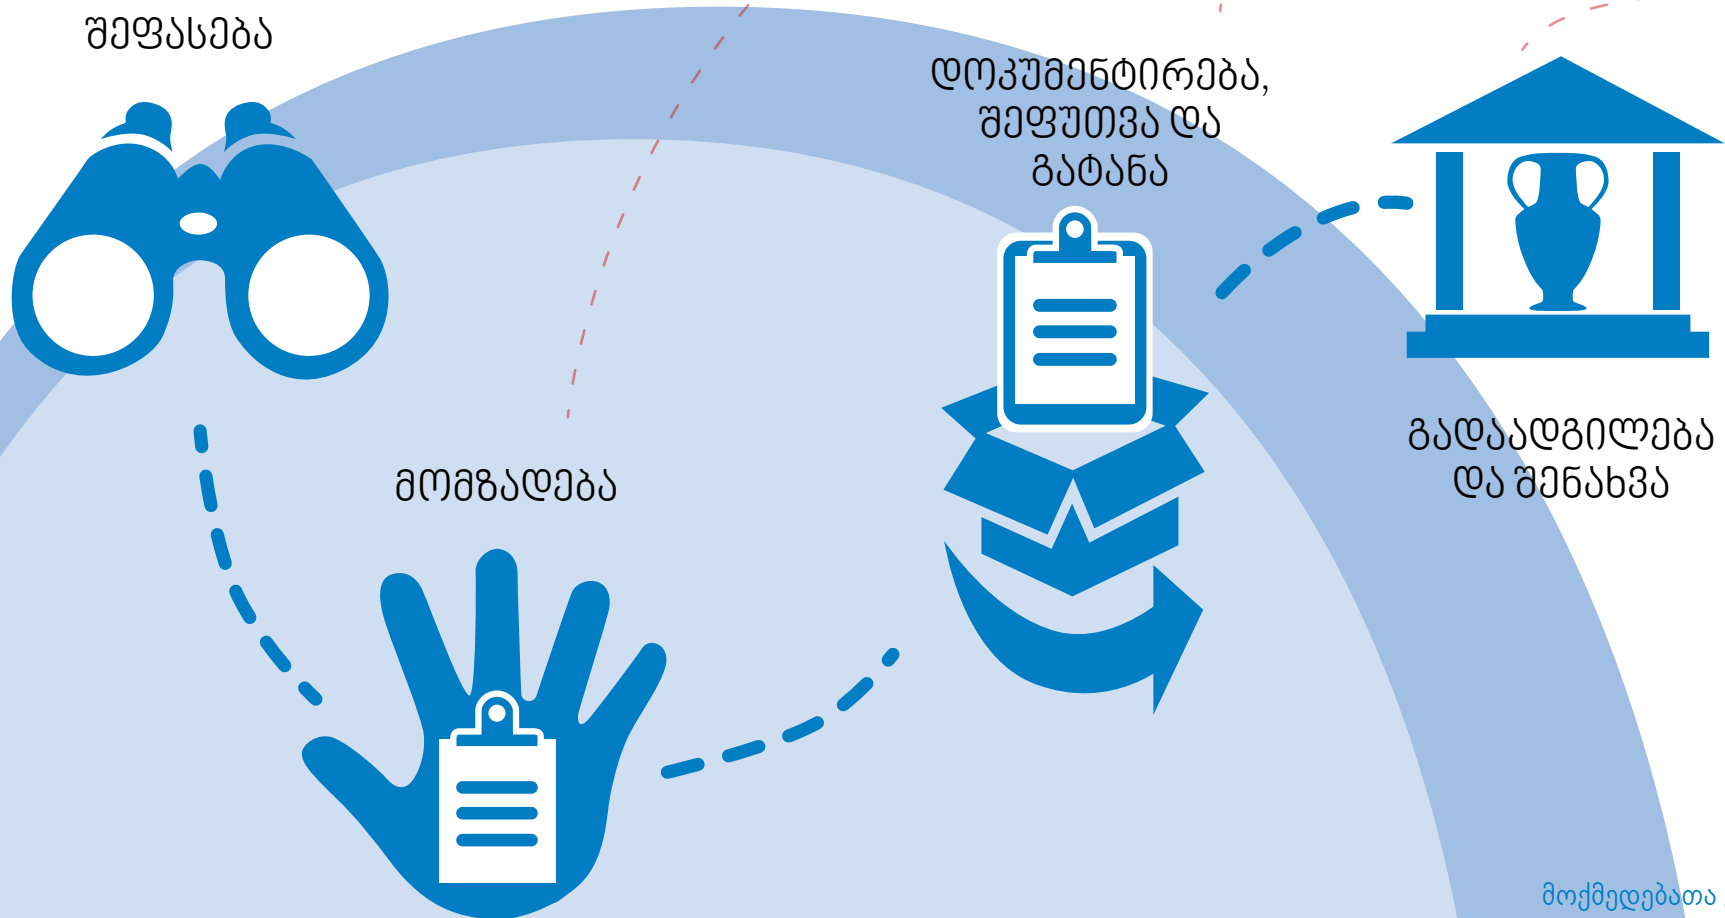 შეფასება
დოკუმენტირება,
შეფუთვა და
გატანა
გადაადგილება
და შენახვა
მომზადება
მოქმედებათა